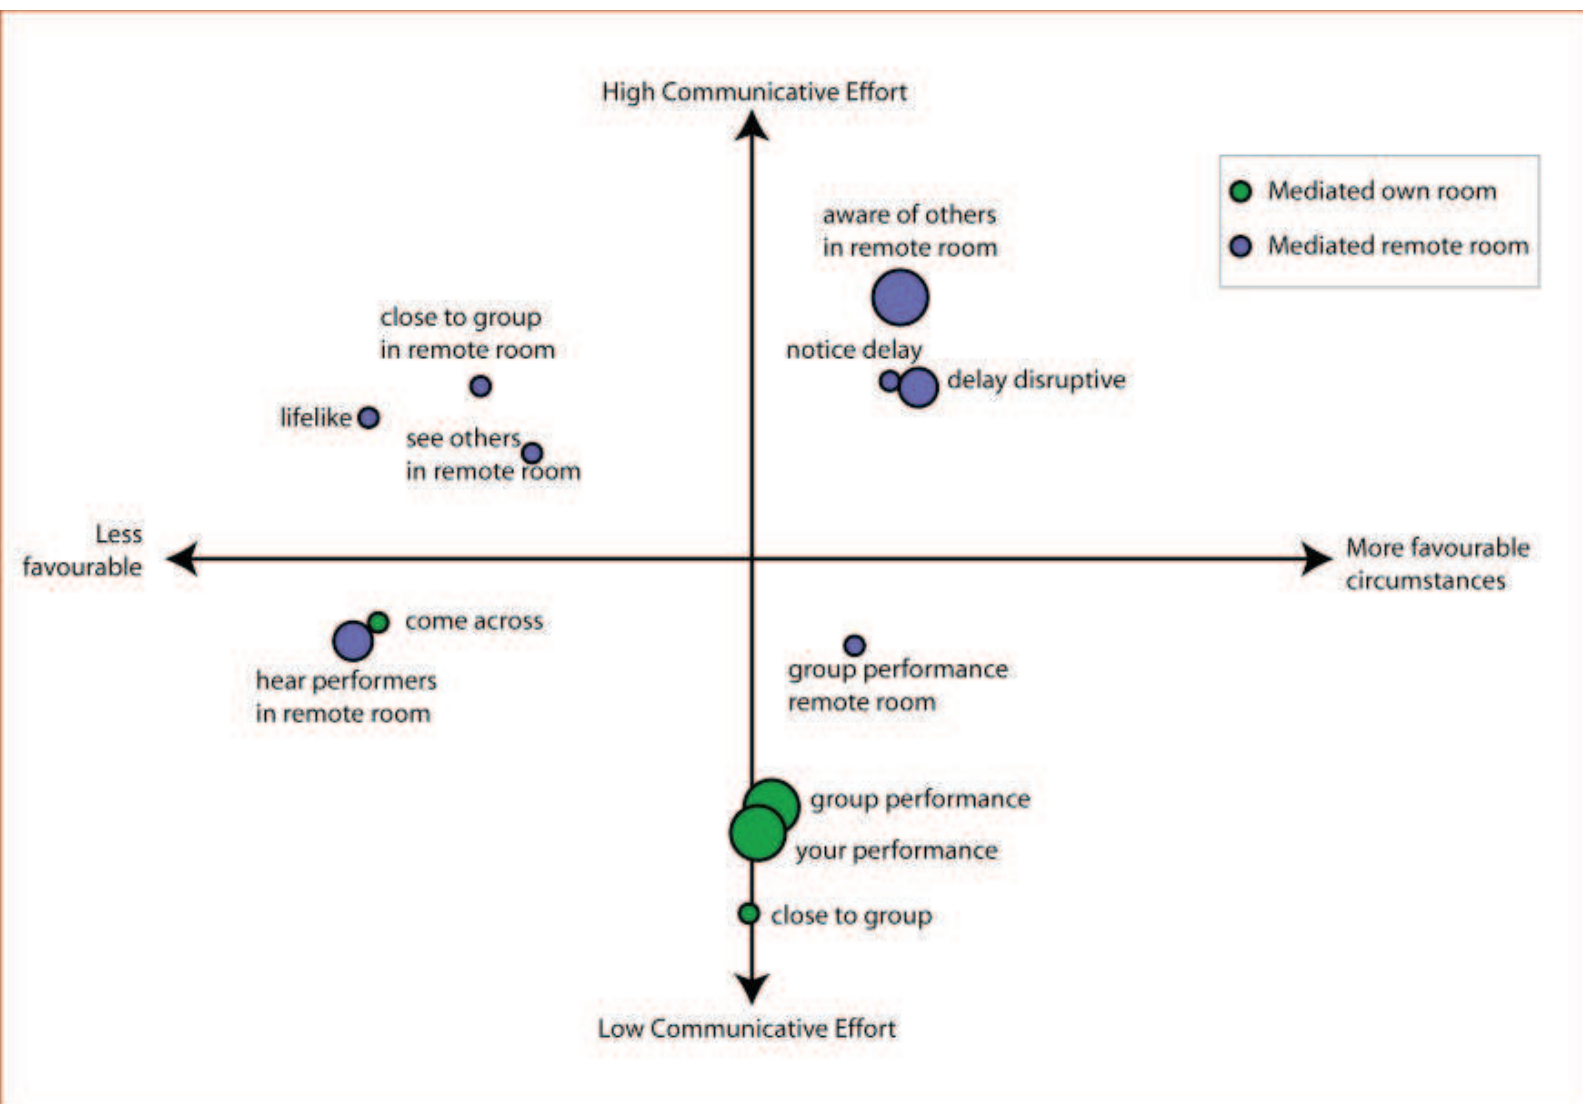 High Communicative Effort
Mediated own room
Mediated remote room
aware of others
in remote room
close to group
in remote room
notice delay
delay disruptive
lifelike
see others
in remote room
Less
favourable
More favourable
circumstances
come across
hear performers
in remote room
group performance
remote room
group performance
your performance
close to group
Low Communicative Effort